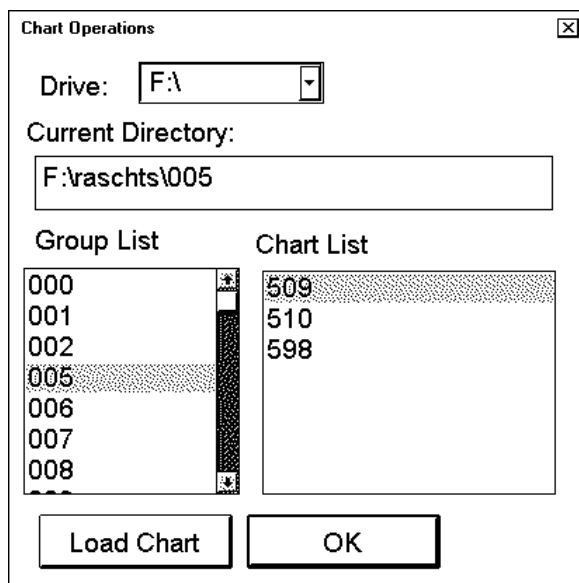 Chart Operations
Drive: F:\
Current Directory:
F:\raschts\005
Group List
000
001
002
005
006
007
008
Chart List
509
510
598
Load Chart
OK